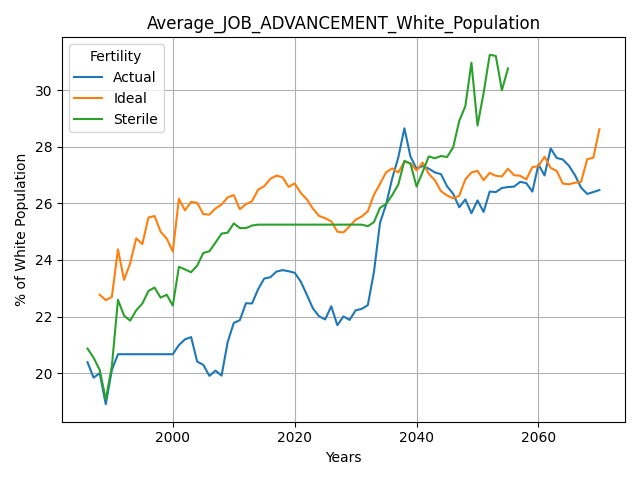 Average_JOB_ADVANCEMENT_White_Population
Fertility
Actual
Ideal
Sterile
% of White Population
30
28
26
24
22
20
2000
2020
2040
2060
Years